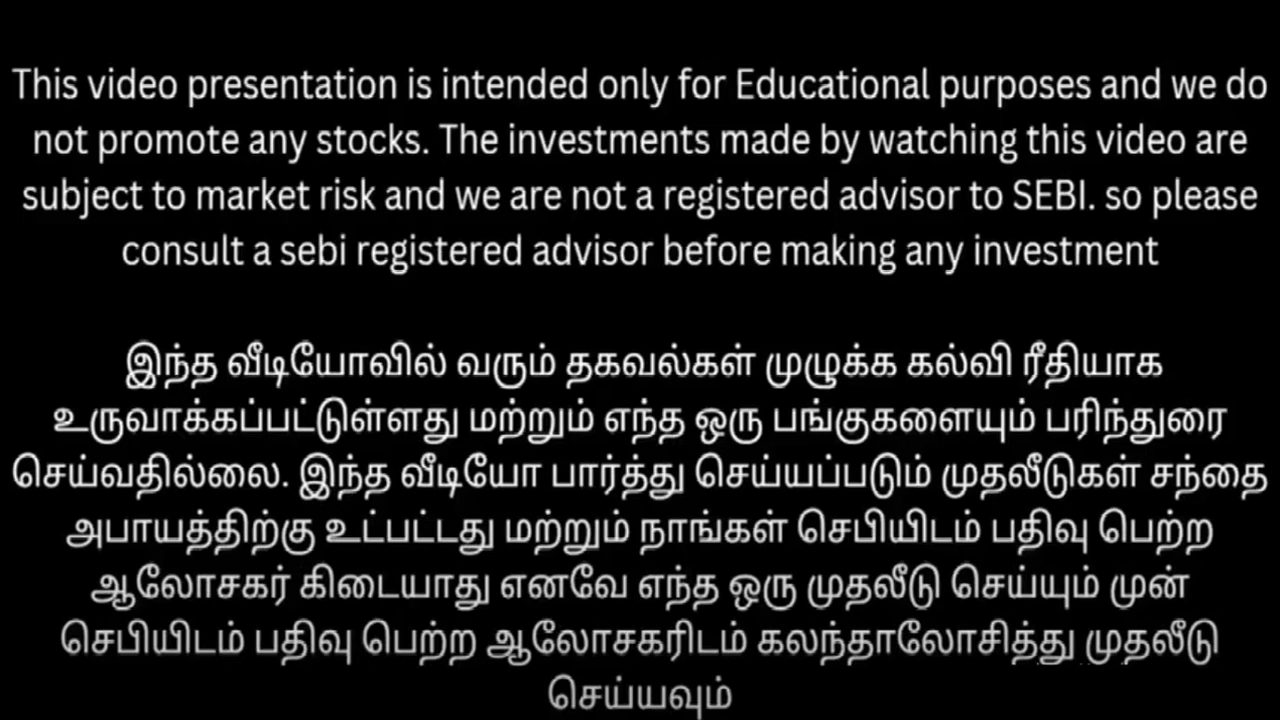 This video presentation is intended only for Educational purposes and we do
not promote any stocks. The investments made by watching this video are
subject to market risk and we are not a registered advisor to SEBI. so please
consult a sebi registered advisor before making any investment
இந்த வீடியோவில் வரும் தகவல்கள் முழுக்க கல்வி ரீதியாக
உருவாக்கப்பட்டுள்ளது மற்றும் எந்த ஒரு பங்குகளையும் பரிந்துரை
செய்வதில்லை. இந்த வீடியோ பார்த்து செய்யப்படும் முதலீடுகள் சந்தை
அபாயத்திற்கு உட்பட்டது மற்றும் நாங்கள் செபியிடம் பதிவு பெற்ற
ஆலோசகர் கிடையாது எனவே எந்த ஒரு முதலீடு செய்யும் முன்
செபியிடம் பதிவு பெற்ற ஆலோசகரிடம் கலந்தாலோசித்து முதலீடு
செய்யவும்